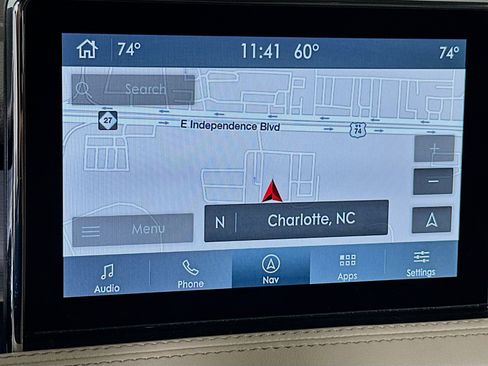 74° 11:41 60° 74°
Search
27
E Independence Blvd
74
+
−
N Charlotte, NC
Menu
Audio Phone Nav Apps Settings